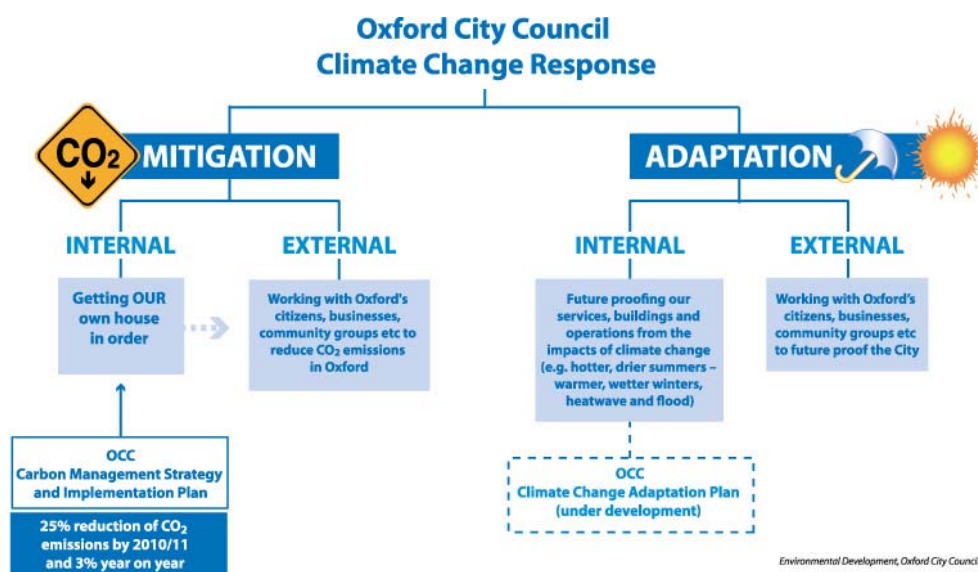 Oxford City Council
Climate Change Response
CO₂
MITIGATION
ADAPTATION
INTERNAL
Getting OUR
own house
in order
EXTERNAL
Working with Oxford's
citizens, businesses,
community groups etc to
reduce CO₂ emissions
in Oxford
INTERNAL
Future proofing our
services, buildings and
operations from the
impacts of climate change
(e.g. hotter, drier summers –
warmer, wetter winters,
heatwave and flood)
EXTERNAL
Working with Oxford's
citizens, businesses,
community groups etc
to future proof the City
OCC
Carbon Management Strategy
and Implementation Plan
25% reduction of CO₂
emissions by 2010/11
and 3% year on year
OCC
Climate Change Adaptation Plan
(under development)
Environmental Development, Oxford City Council